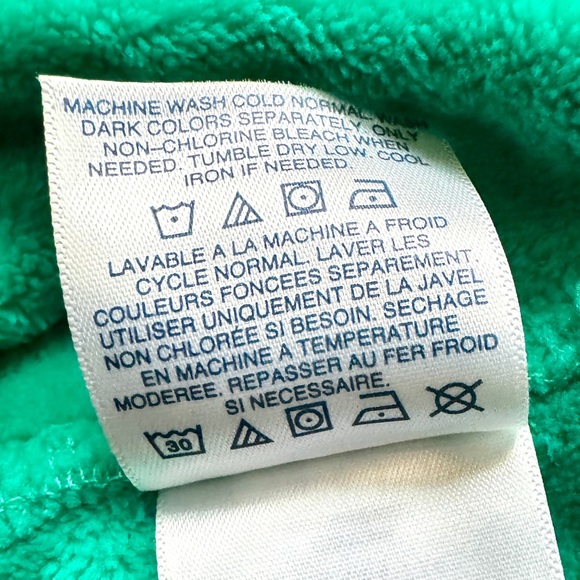 MACHINE WASH COLD NORMAL. WASH
DARK COLORS SEPARATELY. ONLY
NON-CHLORINE BLEACH WHEN
NEEDED. TUMBLE DRY LOW. COOL
IRON IF NEEDED.
LAVABLE A LA MACHINE A FROID
CYCLE NORMAL. LAVER LES
COULEURS FONCEES SEPAREMENT.
UTILISER UNIQUEMENT DE LA JAVEL
NON CHLORÉE SI BESOIN. SECHAGE
EN MACHINE A TEMPERATURE
MODEREE. REPASSER AU FER FROID
SI NECESSAIRE.
30